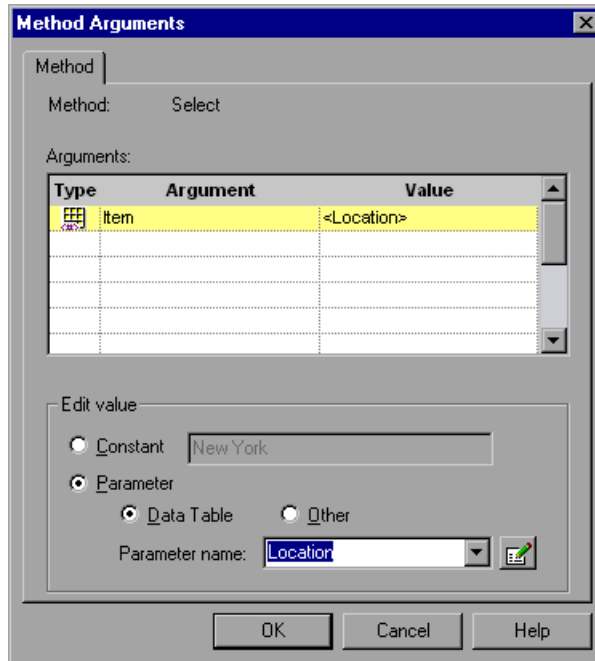 Method Arguments
Method
Method: Select
Arguments:
Type Argument Value
Item <Location>
Edit value
Constant New York
Parameter
Data Table Other
Parameter name: Location
OK Cancel Help